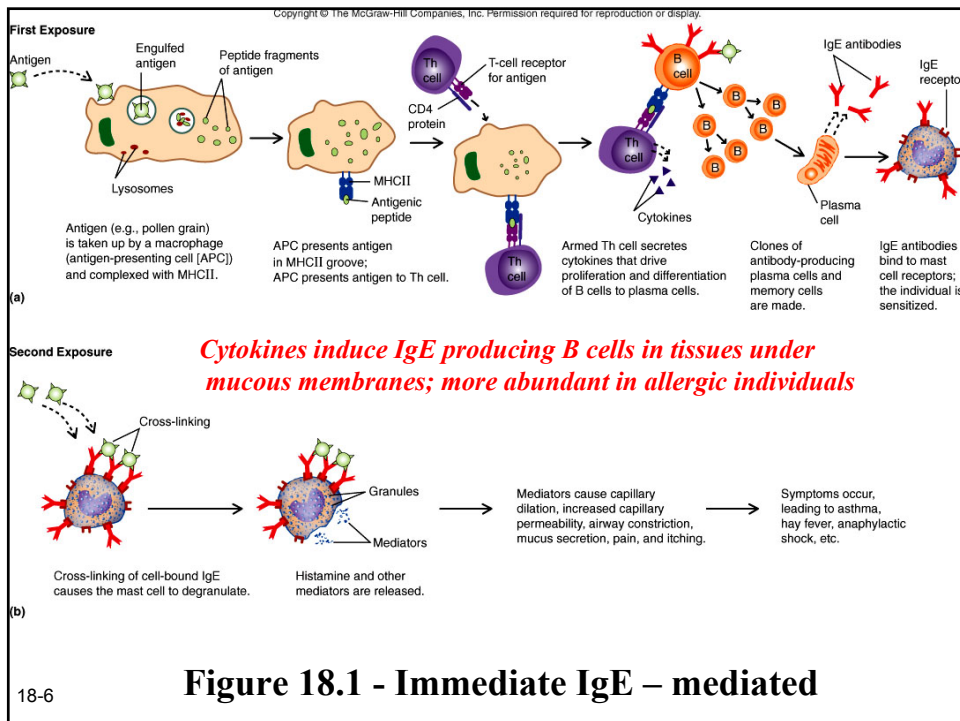 Copyright © The McGraw-Hill Companies, Inc. Permission required for reproduction or display.
First Exposure
Antigen
Engulfed
antigen
Peptide fragments
of antigen
Lysosomes
Antigen (e.g., pollen grain)
is taken up by a macrophage
(antigen-presenting cell [APC])
and complexed with MHCII.
MHCII
Antigenic
peptide
APC presents antigen
in MHCII groove;
APC presents antigen to Th cell.
Th
cell
T-cell receptor
for antigen
CD4
protein
Th
cell
B
cell
Th
cell
Cytokines
B
B
B
B
B
B
B
Armed Th cell secretes
cytokines that drive
proliferation and differentiation
of B cells to plasma cells.
IgE antibodies
Plasma
cell
Clones of
antibody-producing
plasma cells and
memory cells
are made.
IgE
receptor
IgE antibodies
bind to mast
cell receptors;
the individual is
sensitized.
(a)
Second Exposure
Cytokines induce IgE producing B cells in tissues under
mucous membranes; more abundant in allergic individuals
Cross-linking
Cross-linking of cell-bound IgE
causes the mast cell to degranulate.
Granules
Mediators
Histamine and other
mediators are released.
Mediators cause capillary
dilation, increased capillary
permeability, airway constriction,
mucus secretion, pain, and itching.
Symptoms occur,
leading to asthma,
hay fever, anaphylactic
shock, etc.
(b)
18-6
Figure 18.1 - Immediate IgE – mediated